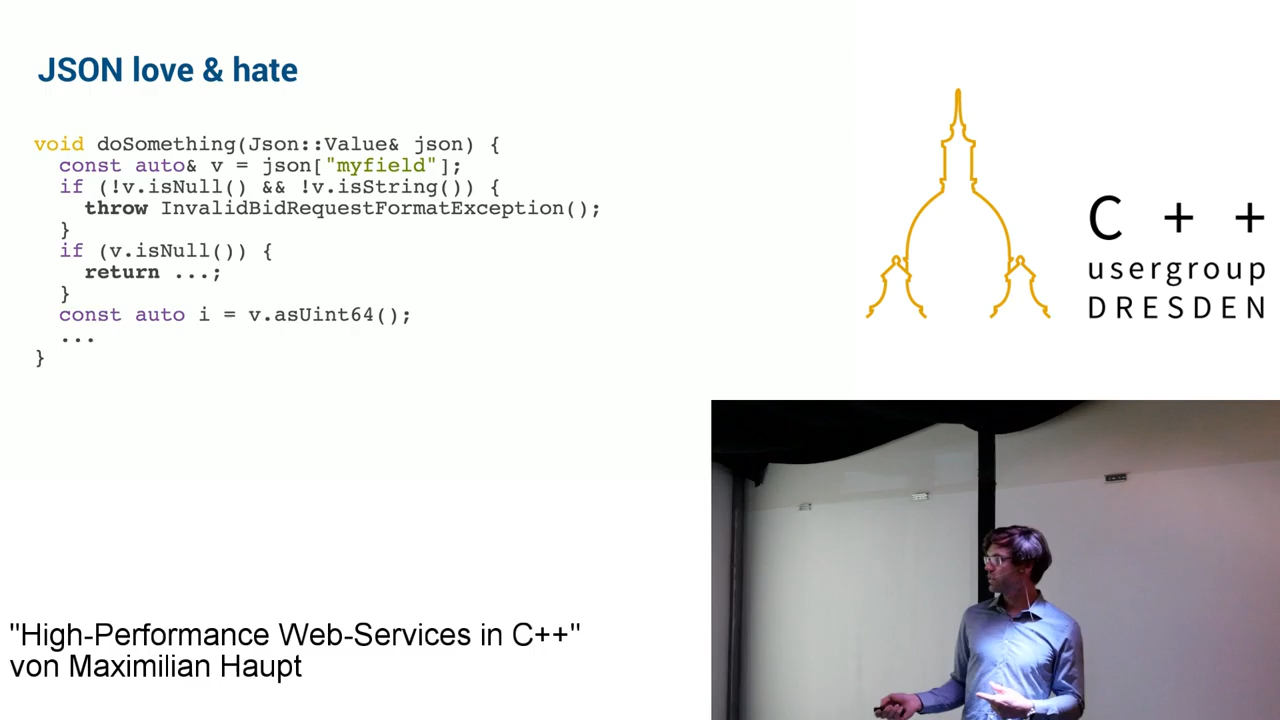 JSON love & hate
void doSomething(Json::Value& json) {
  const auto& v = json["myfield"];
  if (!v.isNull() && !v.isString()) {
    throw InvalidBidRequestFormatException();
  }
  if (v.isNull()) {
    return ...;
  }
  const auto i = v.asUint64();
  ...
}
C++
usergroup
DRESDEN
"High-Performance Web-Services in C++"
von Maximilian Haupt